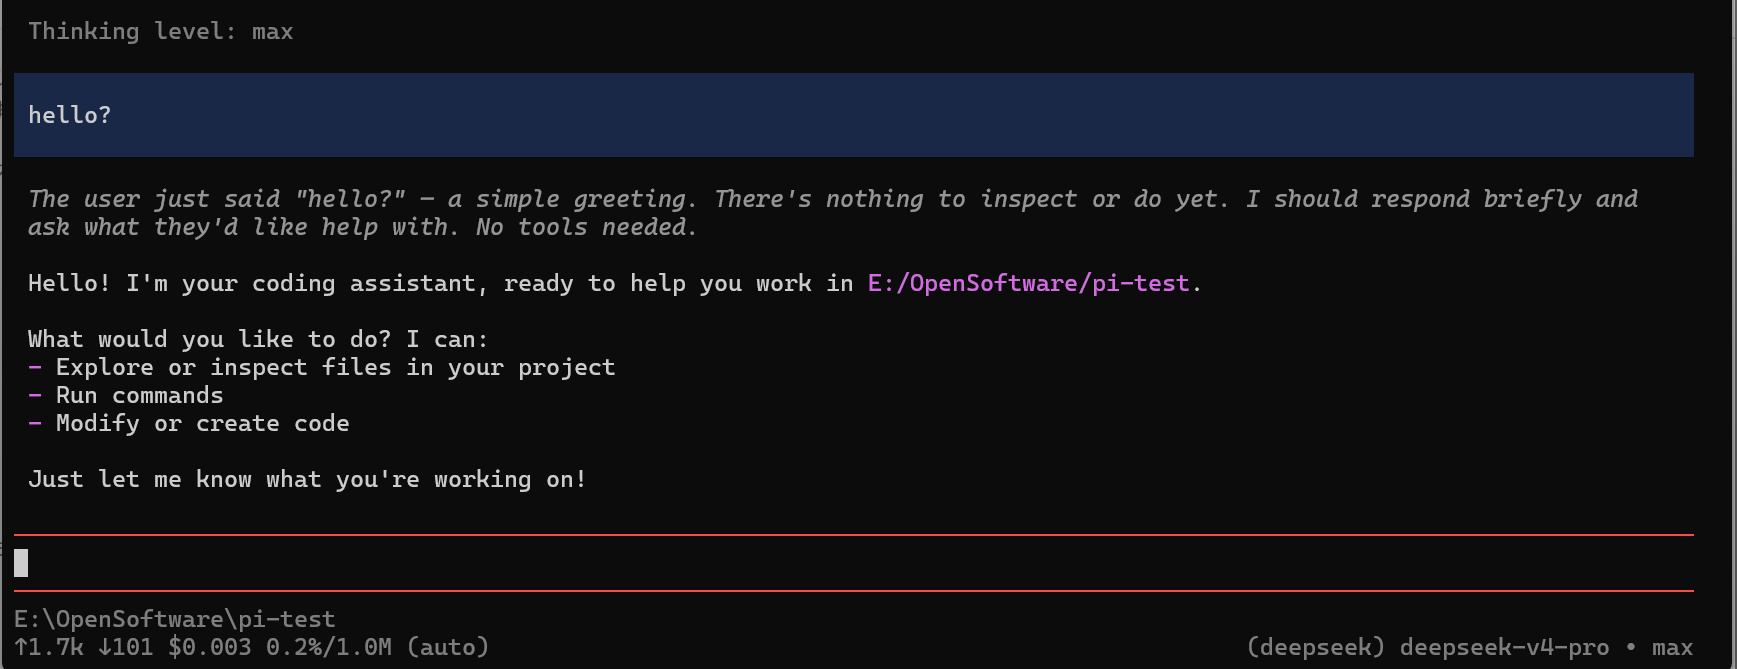 Thinking level: max
hello?
The user just said "hello?" — a simple greeting. There's nothing to inspect or do yet. I should respond briefly and
ask what they'd like help with. No tools needed.
Hello! I'm your coding assistant, ready to help you work in E:/OpenSoftware/pi-test.
What would you like to do? I can:
- Explore or inspect files in your project
- Run commands
- Modify or create code
Just let me know what you're working on!
E:\OpenSoftware\pi-test
↑1.7k ↓101 $0.003 0.2%/1.0M (auto) (deepseek) deepseek-v4-pro • max